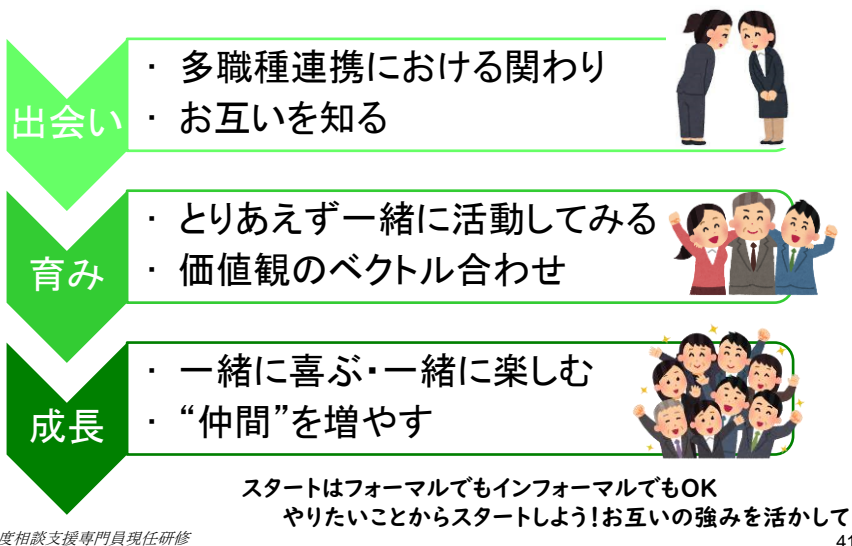 出会い
・ 多職種連携における関わり
・ お互いを知る
育み
・ とりあえず一緒に活動してみる
・ 価値観のベクトル合わせ
成長
・ 一緒に喜ぶ・一緒に楽しむ
・ “仲間”を増やす
スタートはフォーマルでもインフォーマルでもOK
やりたいことからスタートしよう!お互いの強みを活かして
度相談支援専門員現任研修
41